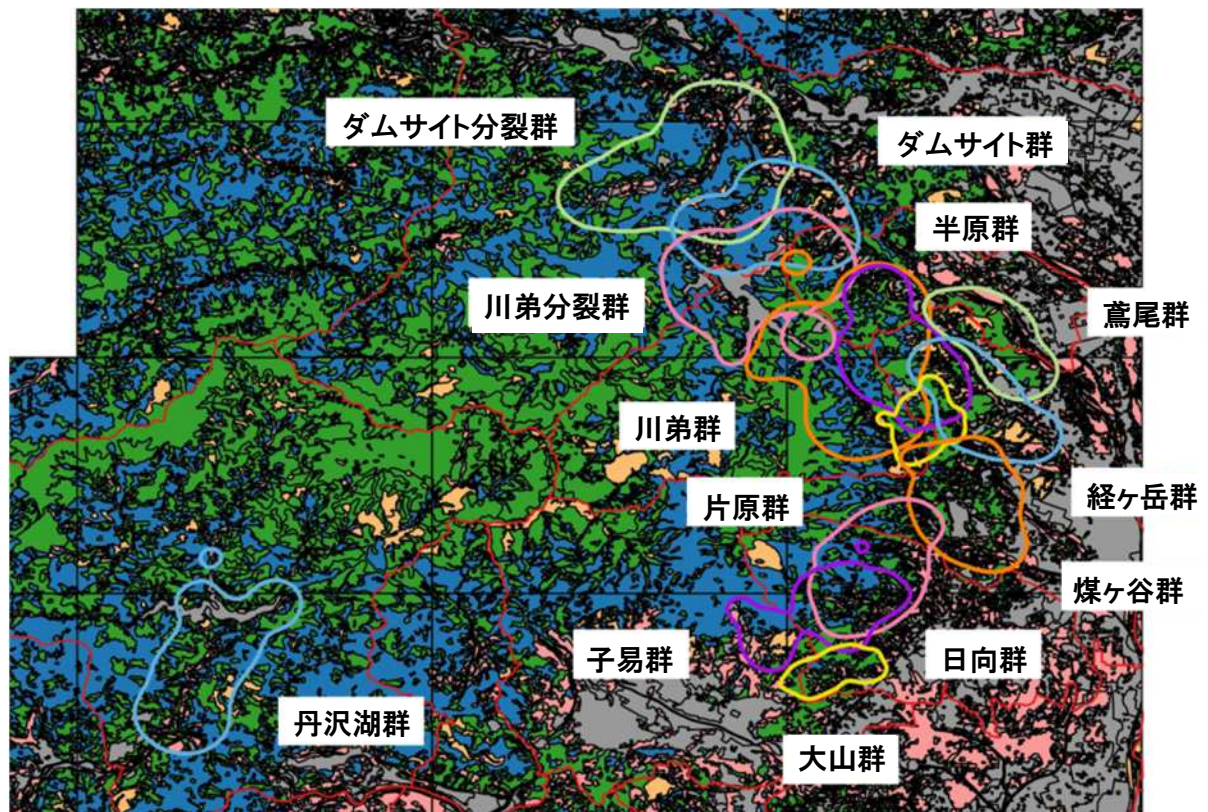 ダムサイト分裂群
ダムサイト群
半原群
川弟分裂群
鳶尾群
川弟群
片原群
経ヶ岳群
煤ヶ谷群
子易群
日向群
丹沢湖群
大山群